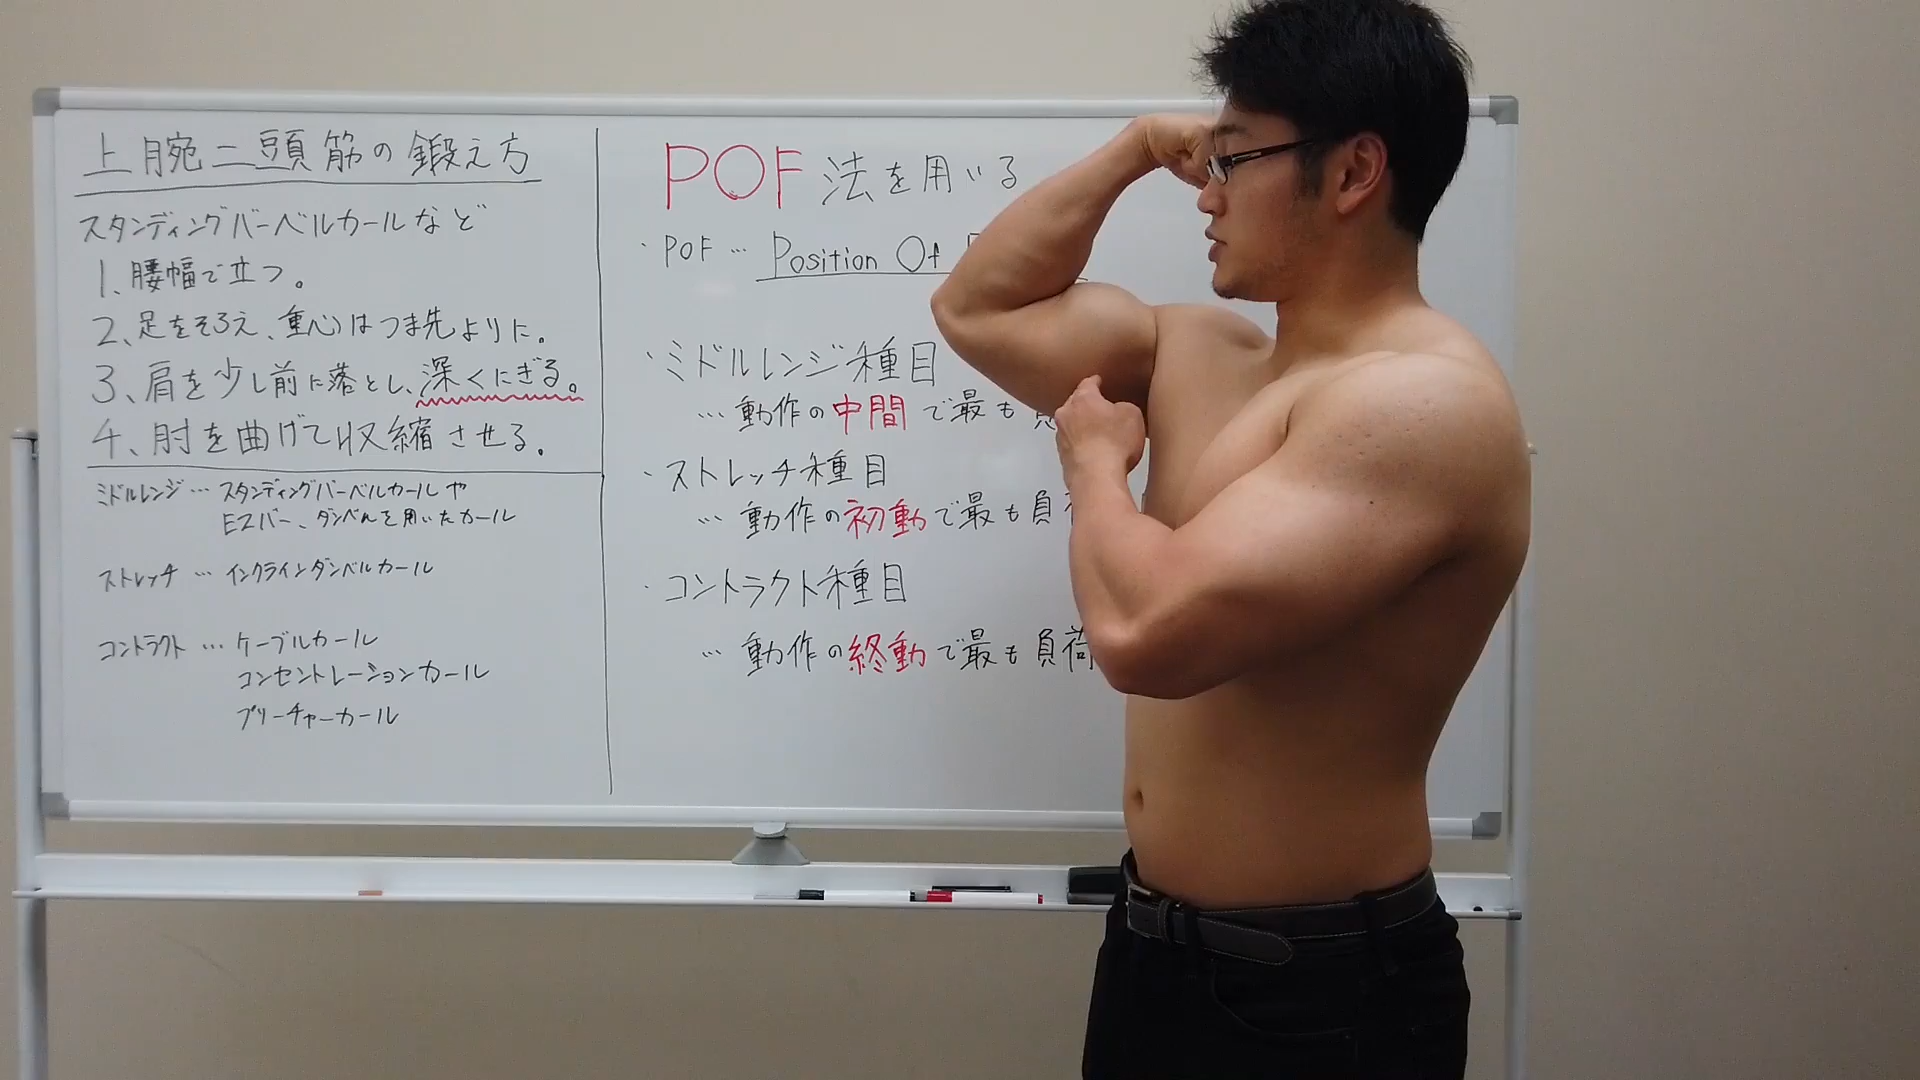 上腕二頭筋の鍛え方
スタンディングバーベルカールなど
1、腰幅で立つ。
2、足をそろえ、重心はつま先よりに。
3、肩を少し前に落とし、深くにぎる。
4、肘を曲げて収縮させる。
ミドルレンジ… スタンディングバーベルカールや
EZバー、ダンベルを用いたカール
ストレッチ … インクラインダンベルカール
コントラクト … ケーブルカール
コンセントレーションカール
プリーチャーカール
POF 法を用いる
・POF … Position Of
・ミドルレンジ種目
… 動作の中間で最も負
・ストレッチ種目
… 動作の初動で最も負荷
・コントラクト種目
… 動作の終動で最も負荷